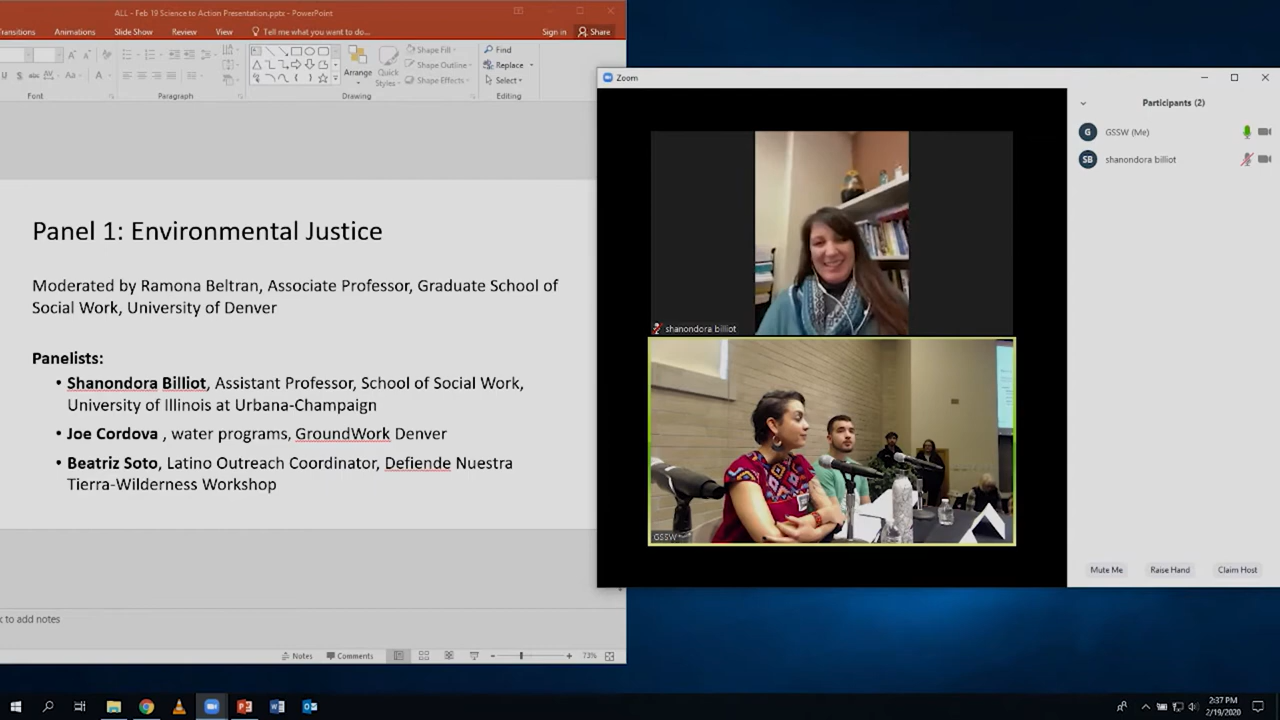 ALL - Feb 19 Science to Action Presentation.ppts - PowerPoint
Transitions Animations Slide Show Review View Tell me what you want to do... Sign in Share
Shape Fill
Shape Outline
Shape Effects
Arrange
Quick
Styles
Find
Replace
Select
Font Paragraph Drawing Editing
Panel 1: Environmental Justice
Moderated by Ramona Beltran, Associate Professor, Graduate School of
Social Work, University of Denver
Panelists:
• Shanondora Billiot, Assistant Professor, School of Social Work,
University of Illinois at Urbana-Champaign
• Joe Cordova , water programs, GroundWork Denver
• Beatriz Soto, Latino Outreach Coordinator, Defiende Nuestra
Tierra-Wilderness Workshop
k to add notes
Notes Comments 73%
Zoom
shanondora billiot
GSSW
Participants (2)
G GSSW (Me)
SB shanondora billiot
Mute Me Raise Hand Claim Host
2:37 PM
2/19/2020